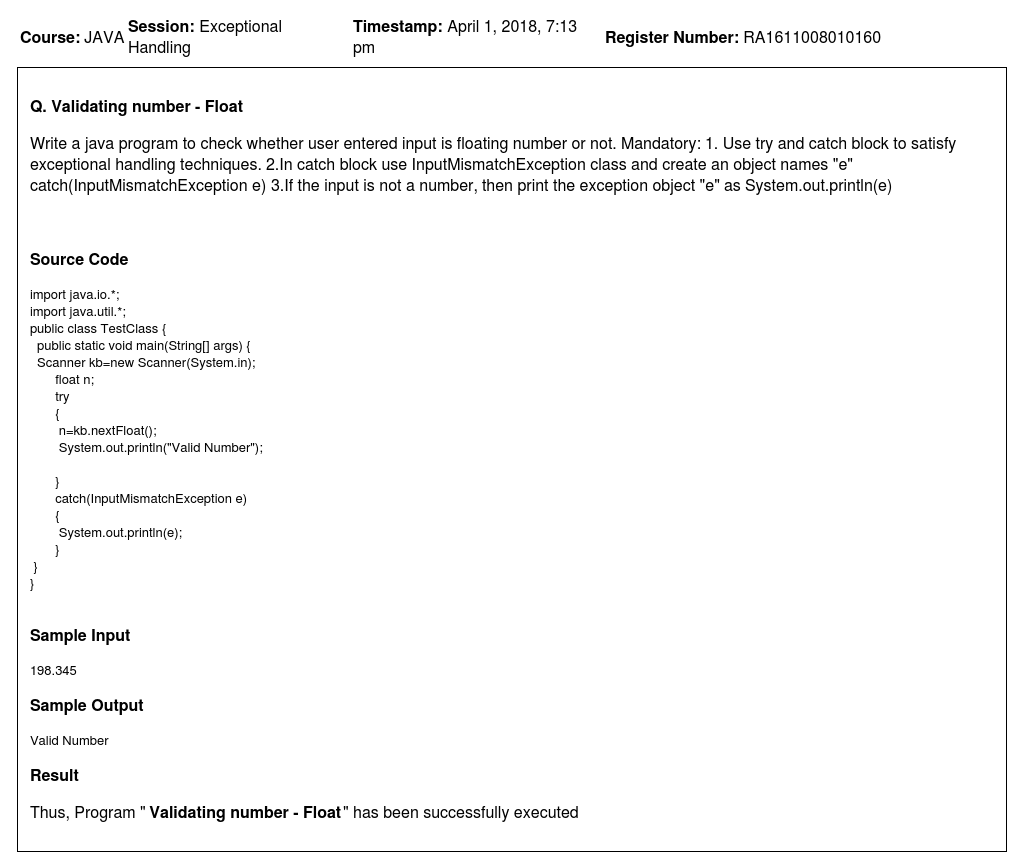 Course: JAVA Session: Exceptional Handling Timestamp: April 1, 2018, 7:13 pm Register Number: RA1611008010160
Q. Validating number - Float
Write a java program to check whether user entered input is floating number or not. Mandatory: 1. Use try and catch block to satisfy
exceptional handling techniques. 2.In catch block use InputMismatchException class and create an object names "e"
catch(InputMismatchException e) 3.If the input is not a number, then print the exception object "e" as System.out.println(e)
Source Code
import java.io.*;
import java.util.*;
public class TestClass {
public static void main(String[] args) {
Scanner kb=new Scanner(System.in);
float n;
try
{
n=kb.nextFloat();
System.out.println("Valid Number");
}
catch(InputMismatchException e)
{
System.out.println(e);
}
}
}
Sample Input
198.345
Sample Output
Valid Number
Result
Thus, Program " Validating number - Float" has been successfully executed